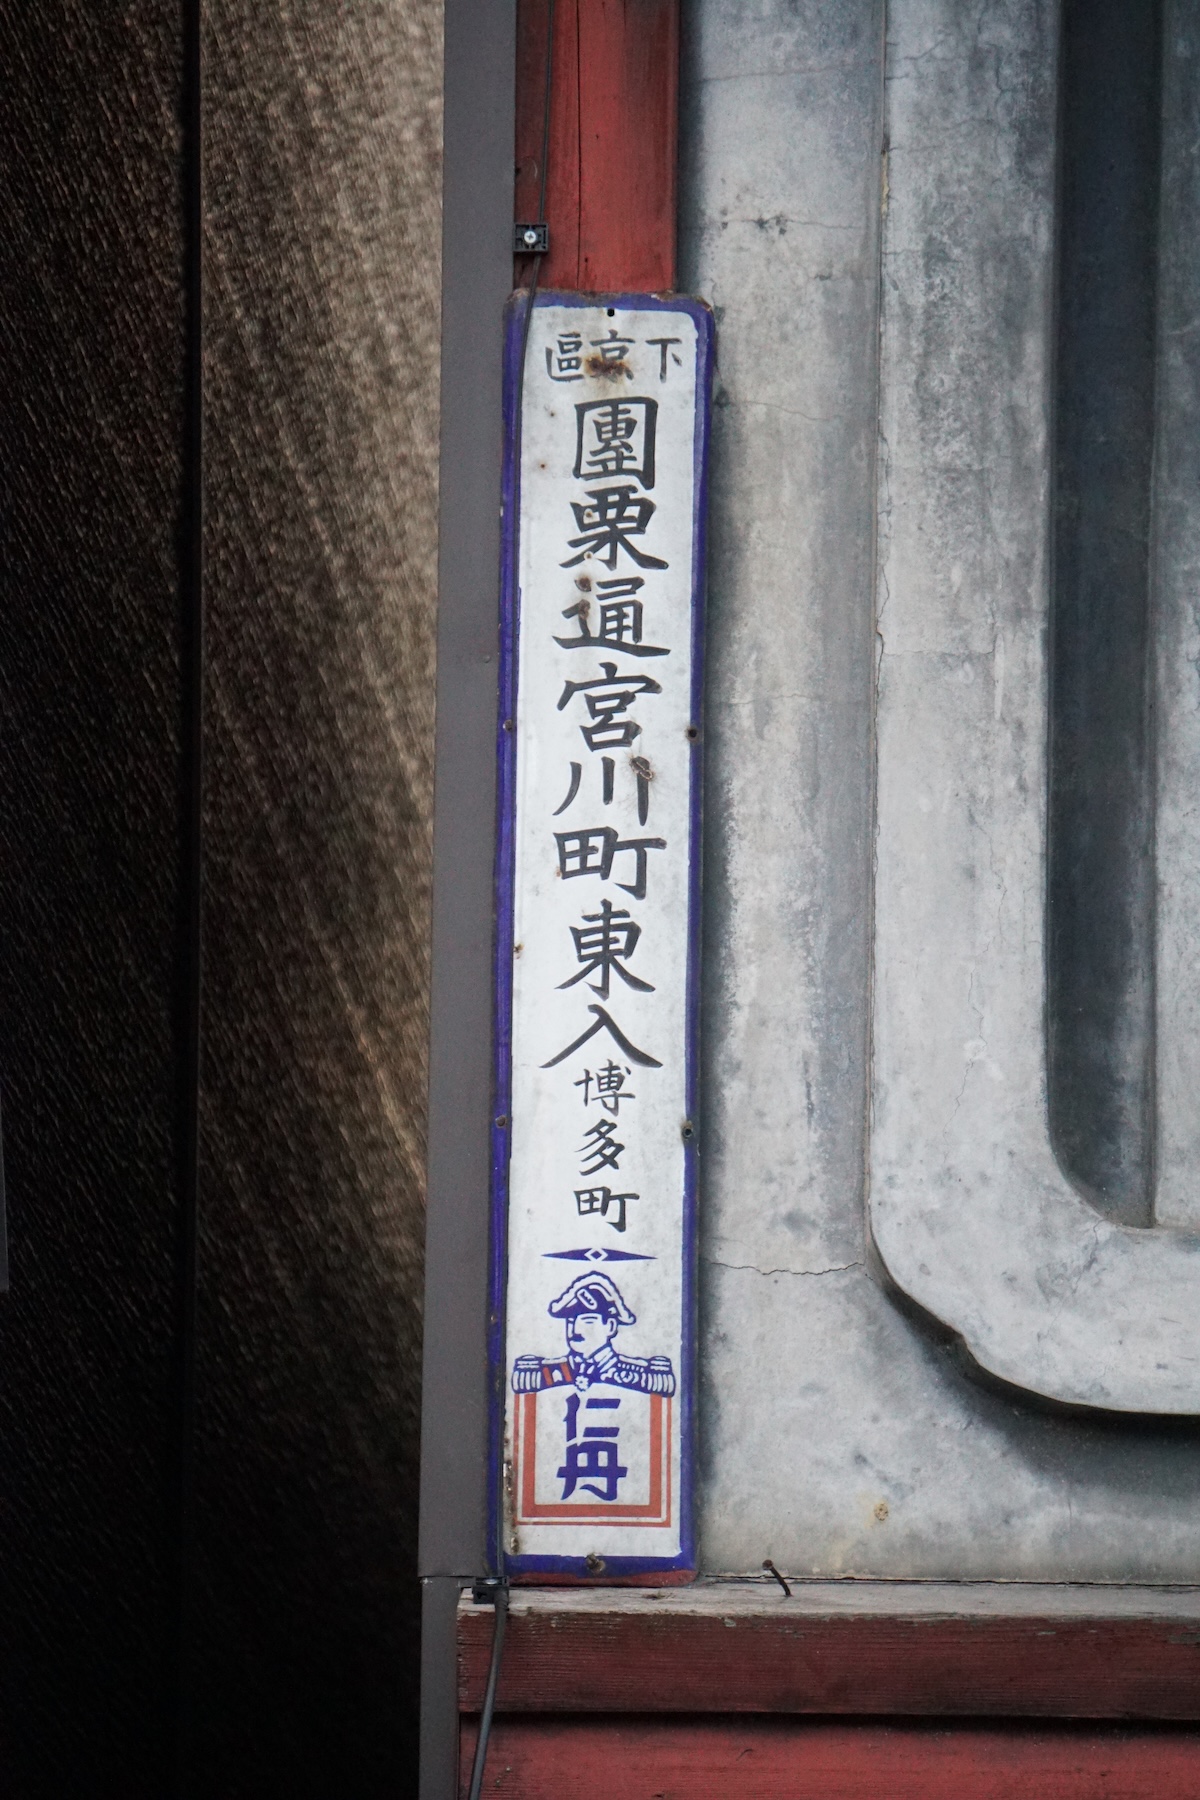 下京區
團栗通宮川町東入
博多町
仁丹